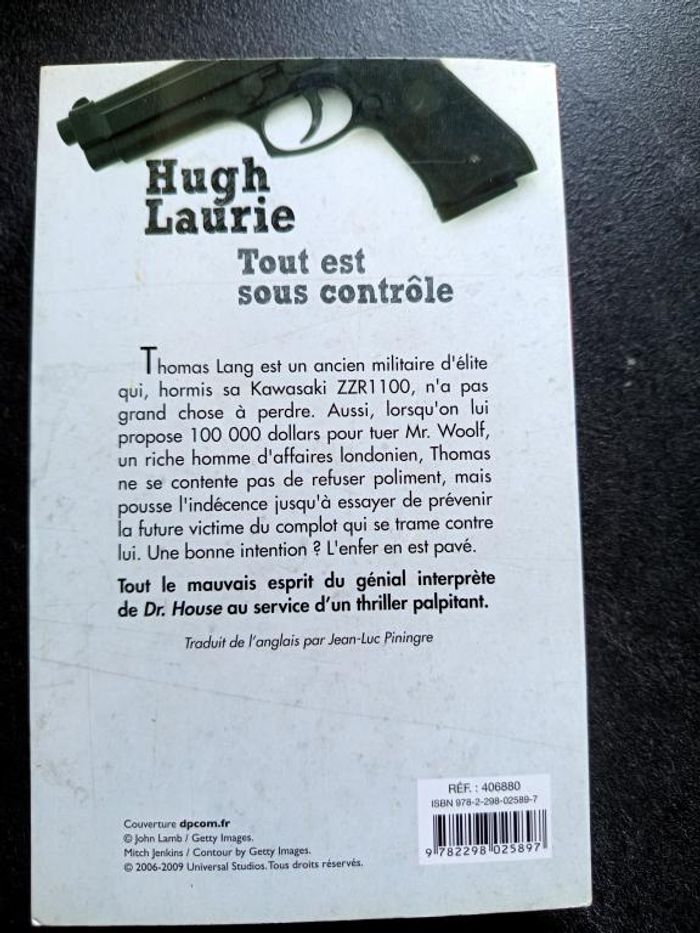 Hugh
Laurie
Tout est
sous contrôle
Thomas Lang est un ancien militaire d'élite
qui, hormis sa Kawasaki ZZR1100, n'a pas
grand chose à perdre. Aussi, lorsqu'on lui
propose 100 000 dollars pour tuer Mr. Woolf,
un riche homme d'affaires londonien, Thomas
ne se contente pas de refuser poliment, mais
pousse l'indécence jusqu'à essayer de prévenir
la future victime du complot qui se trame contre
lui. Une bonne intention ? L'enfer en est pavé.
Tout le mauvais esprit du génial interprète
de Dr. House au service d'un thriller palpitant.
Traduit de l'anglais par Jean-Luc Piningre
RÉF. : 406880
ISBN 978-2-298-02589-7
9 782298 025897
Couverture dpcom.fr
© John Lamb / Getty Images.
Mitch Jenkins / Contour by Getty Images.
© 2006-2009 Universal Studios. Tous droits réservés.